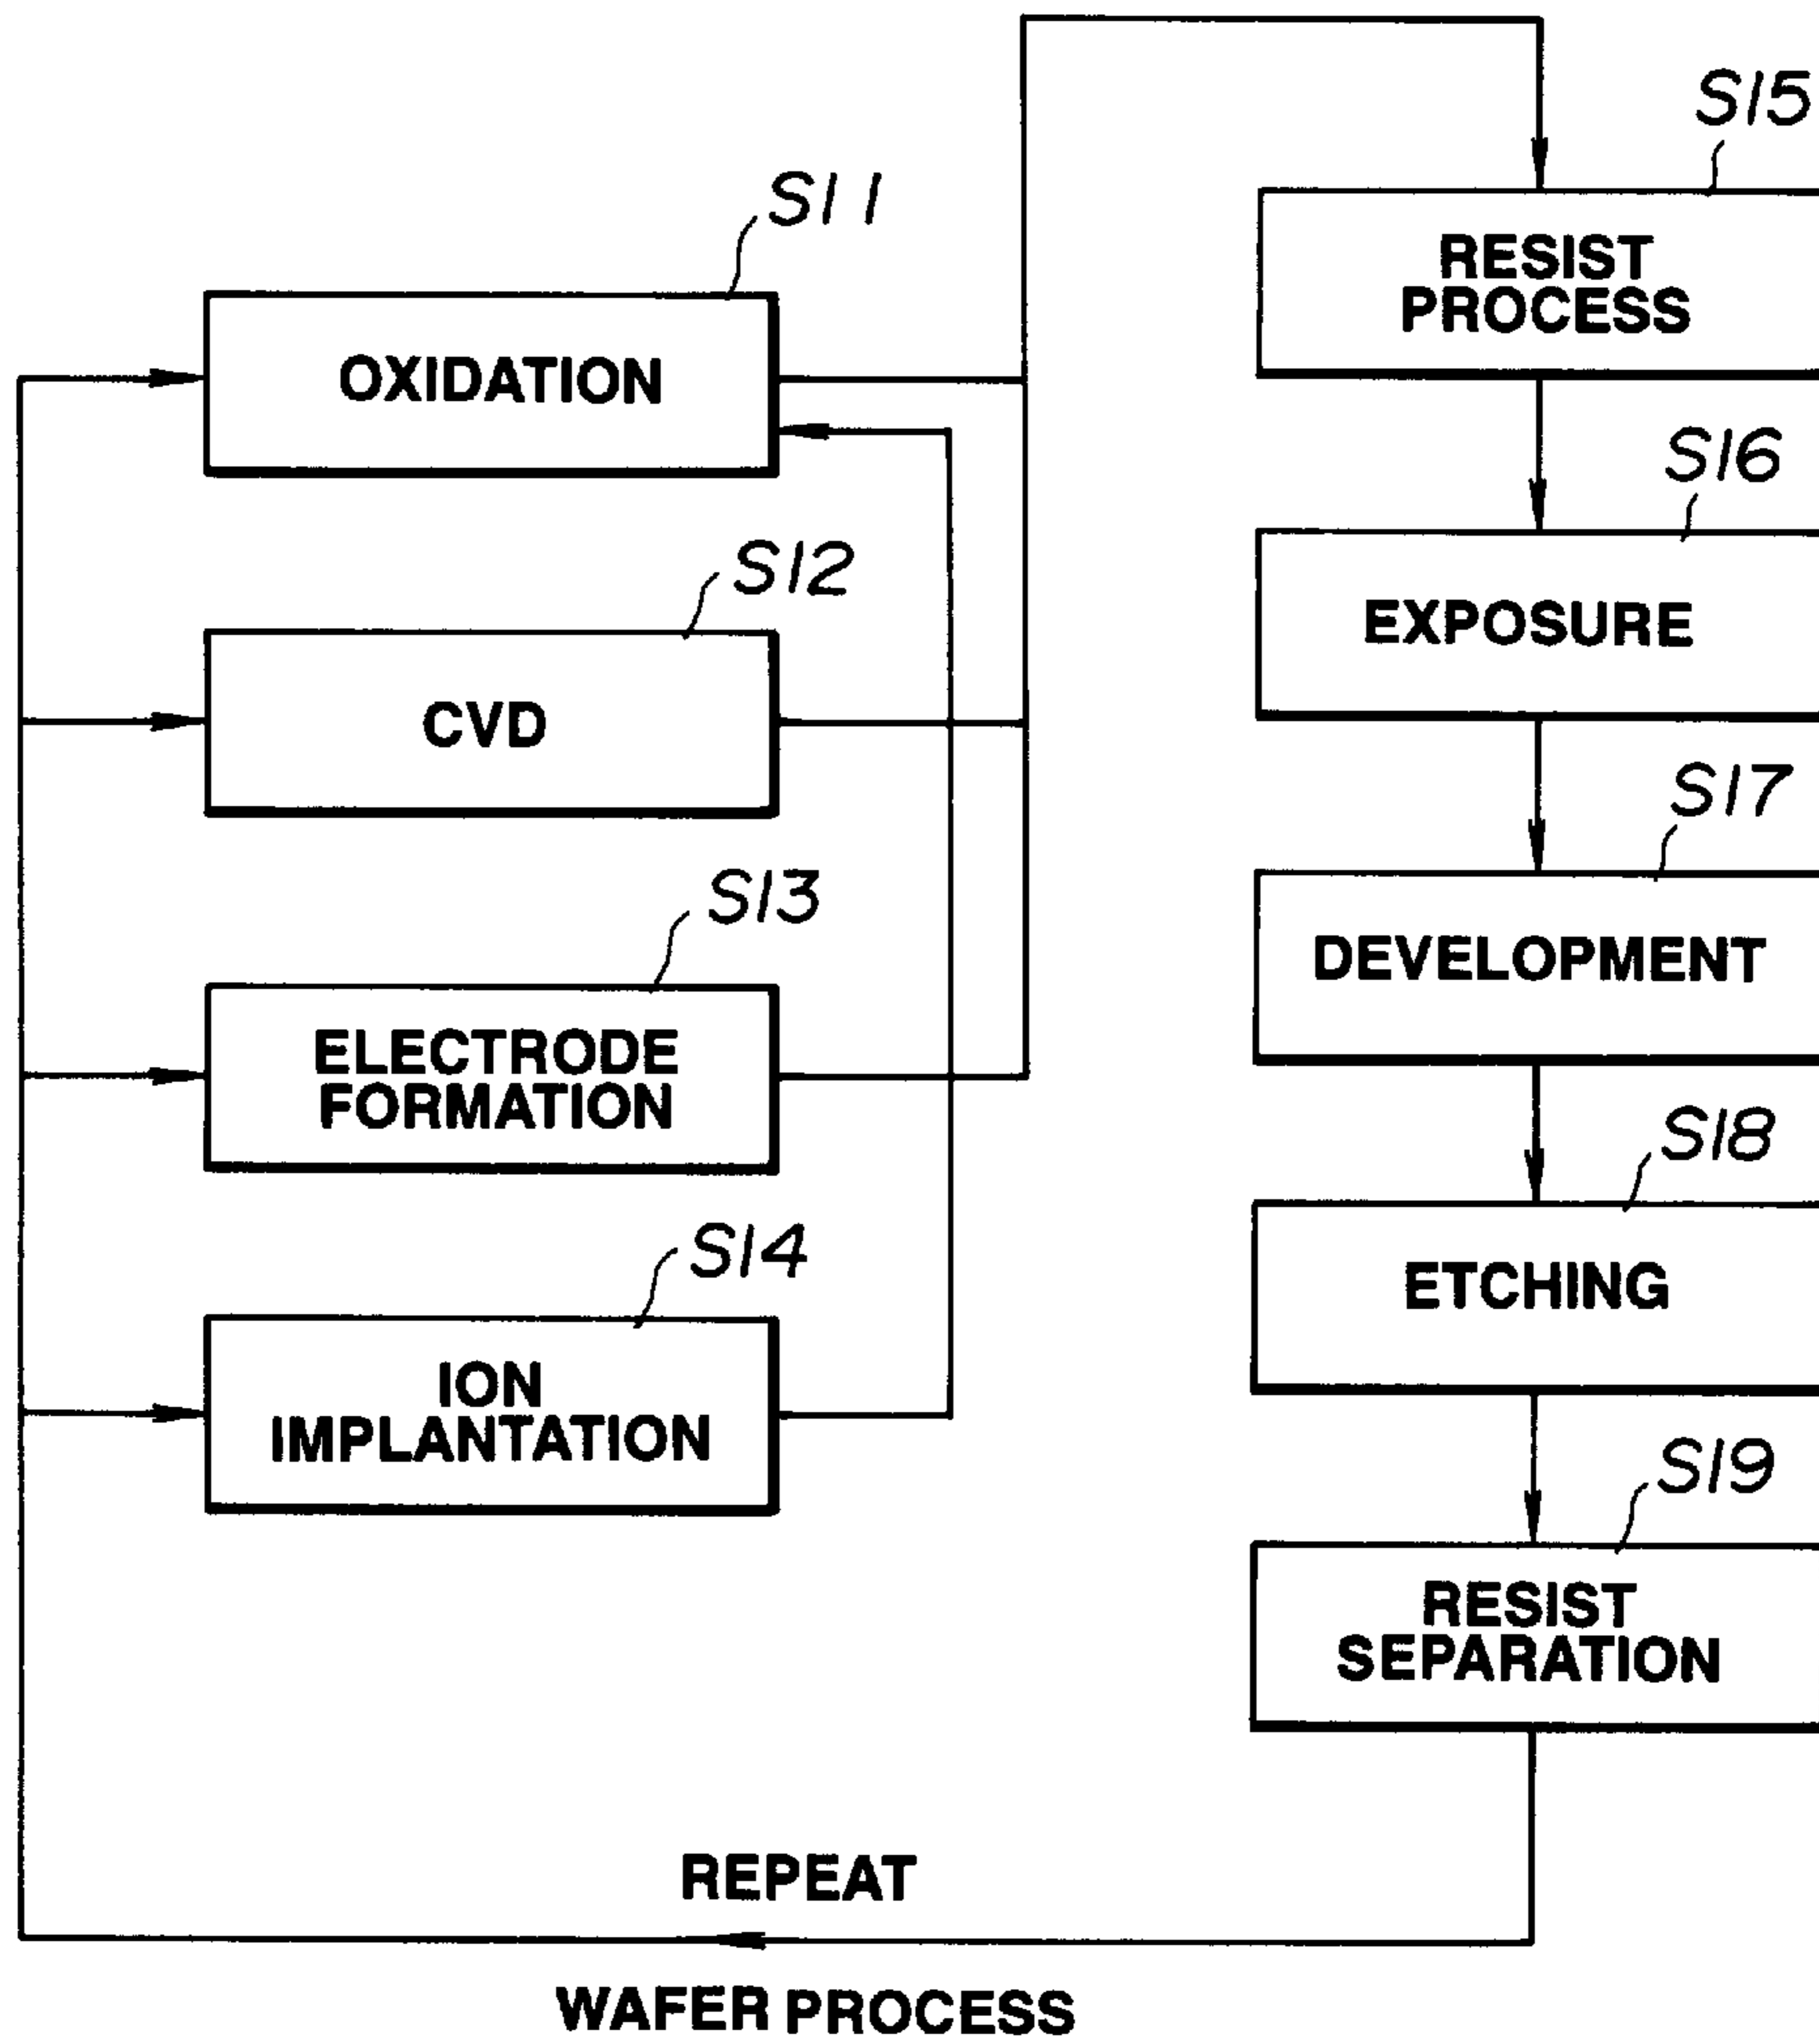 S11
OXIDATION
S12
CVD
S13
ELECTRODE
FORMATION
S14
ION
IMPLANTATION
S15
RESIST
PROCESS
S16
EXPOSURE
S17
DEVELOPMENT
S18
ETCHING
S19
RESIST
SEPARATION
REPEAT
WAFER PROCESS